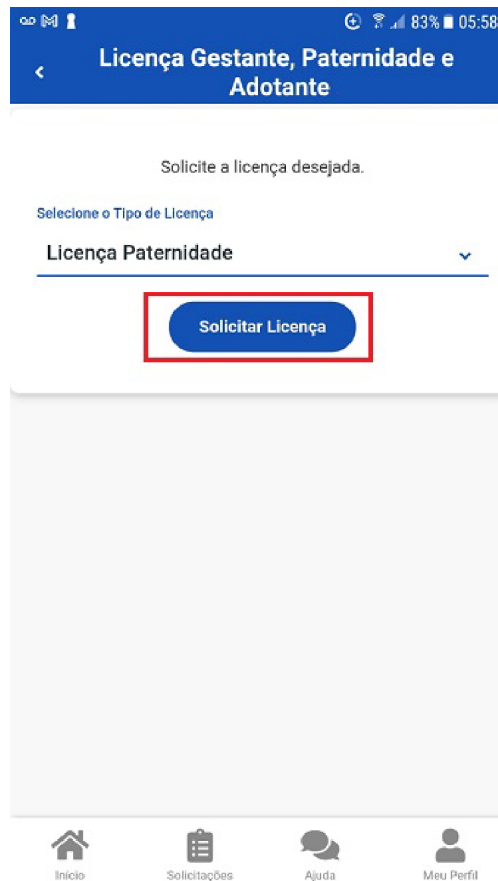 83% 05:58
Licença Gestante, Paternidade e
Adotante
Solicite a licença desejada.
Selecione o Tipo de Licença
Licença Paternidade
Solicitar Licença
Início Solicitações Ajuda Meu Perfil